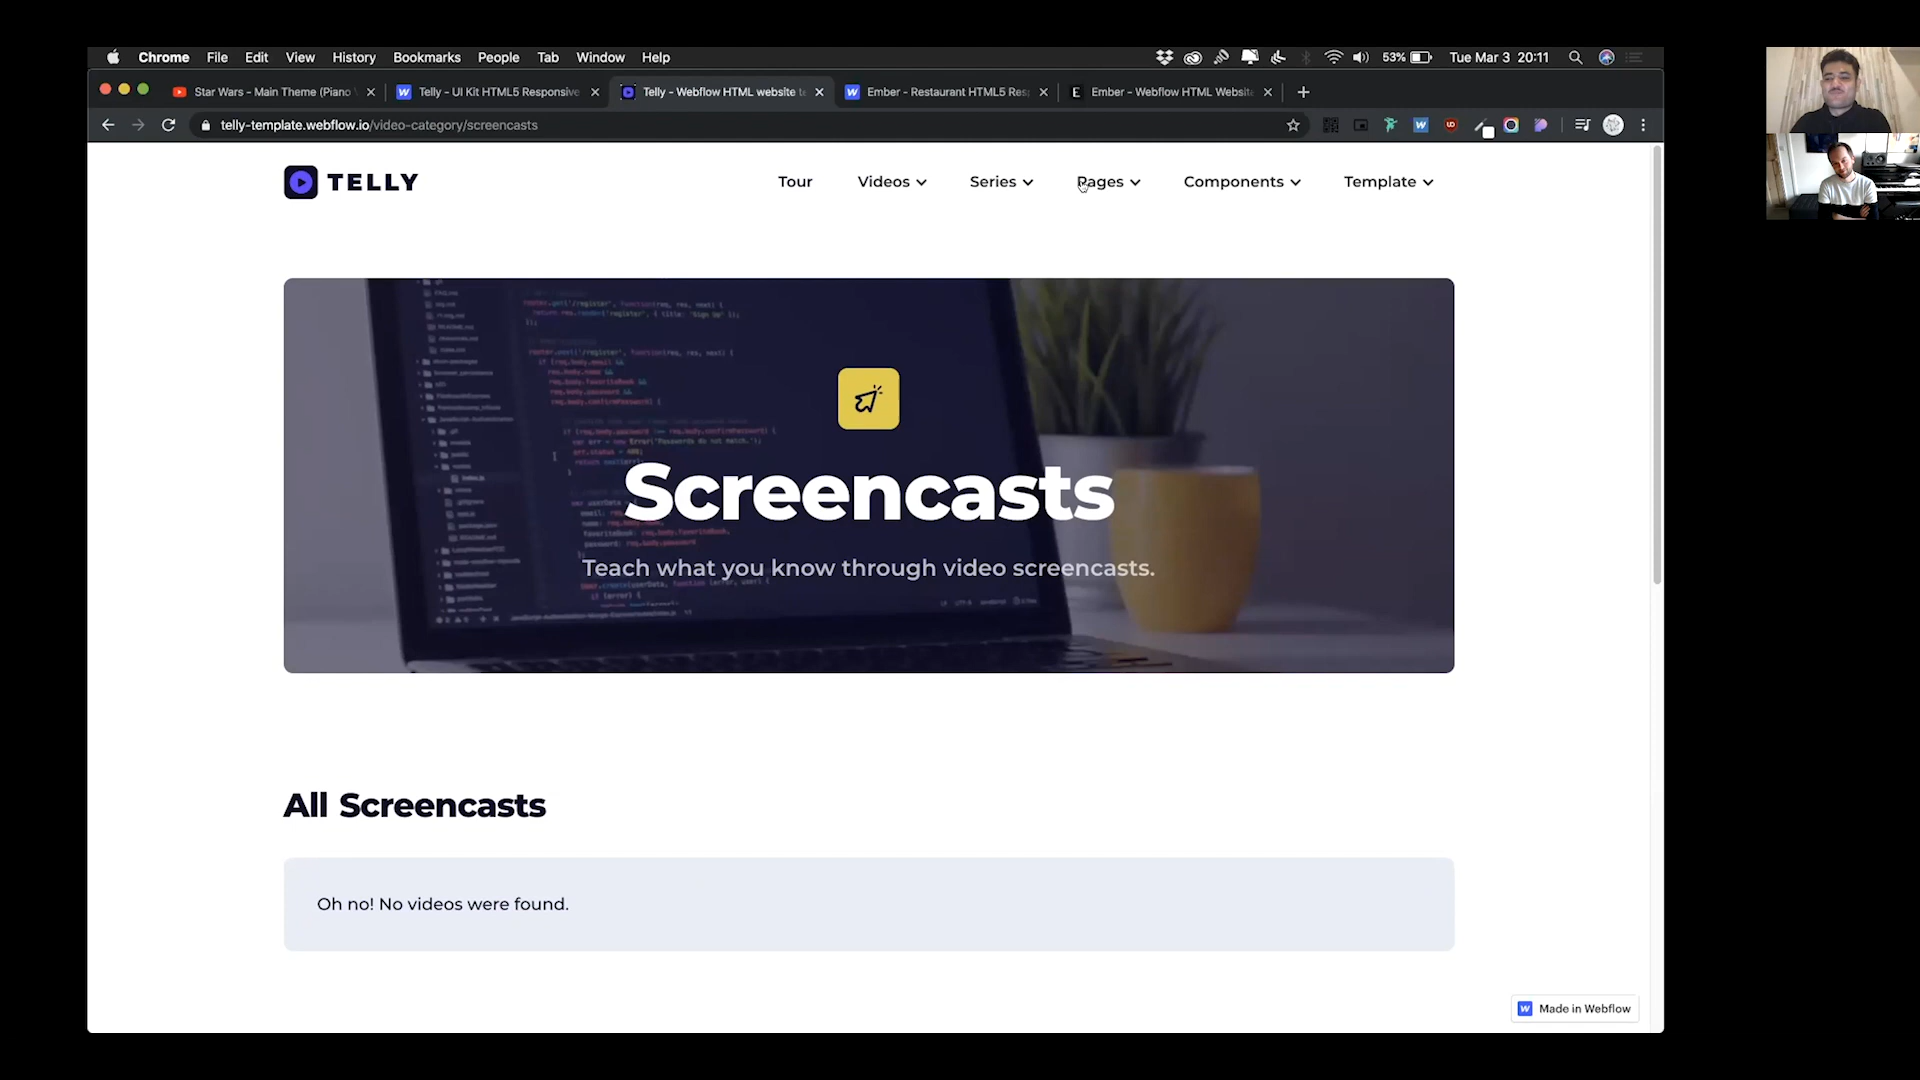 Chrome File Edit View History Bookmarks People Tab Window Help 53% Tue Mar 3 20:11
Star Wars - Main Theme (Piano Telly - UI Kit HTML5 Responsive Telly - Webflow HTML website te Ember - Restaurant HTML5 Res E Ember - Webflow HTML Websit
telly-template.webflow.io/video-category/screencasts
TELLY Tour Videos Series Pages Components Template
Screencasts
Teach what you know through video screencasts.
All Screencasts
Oh no! No videos were found.
Made in Webflow